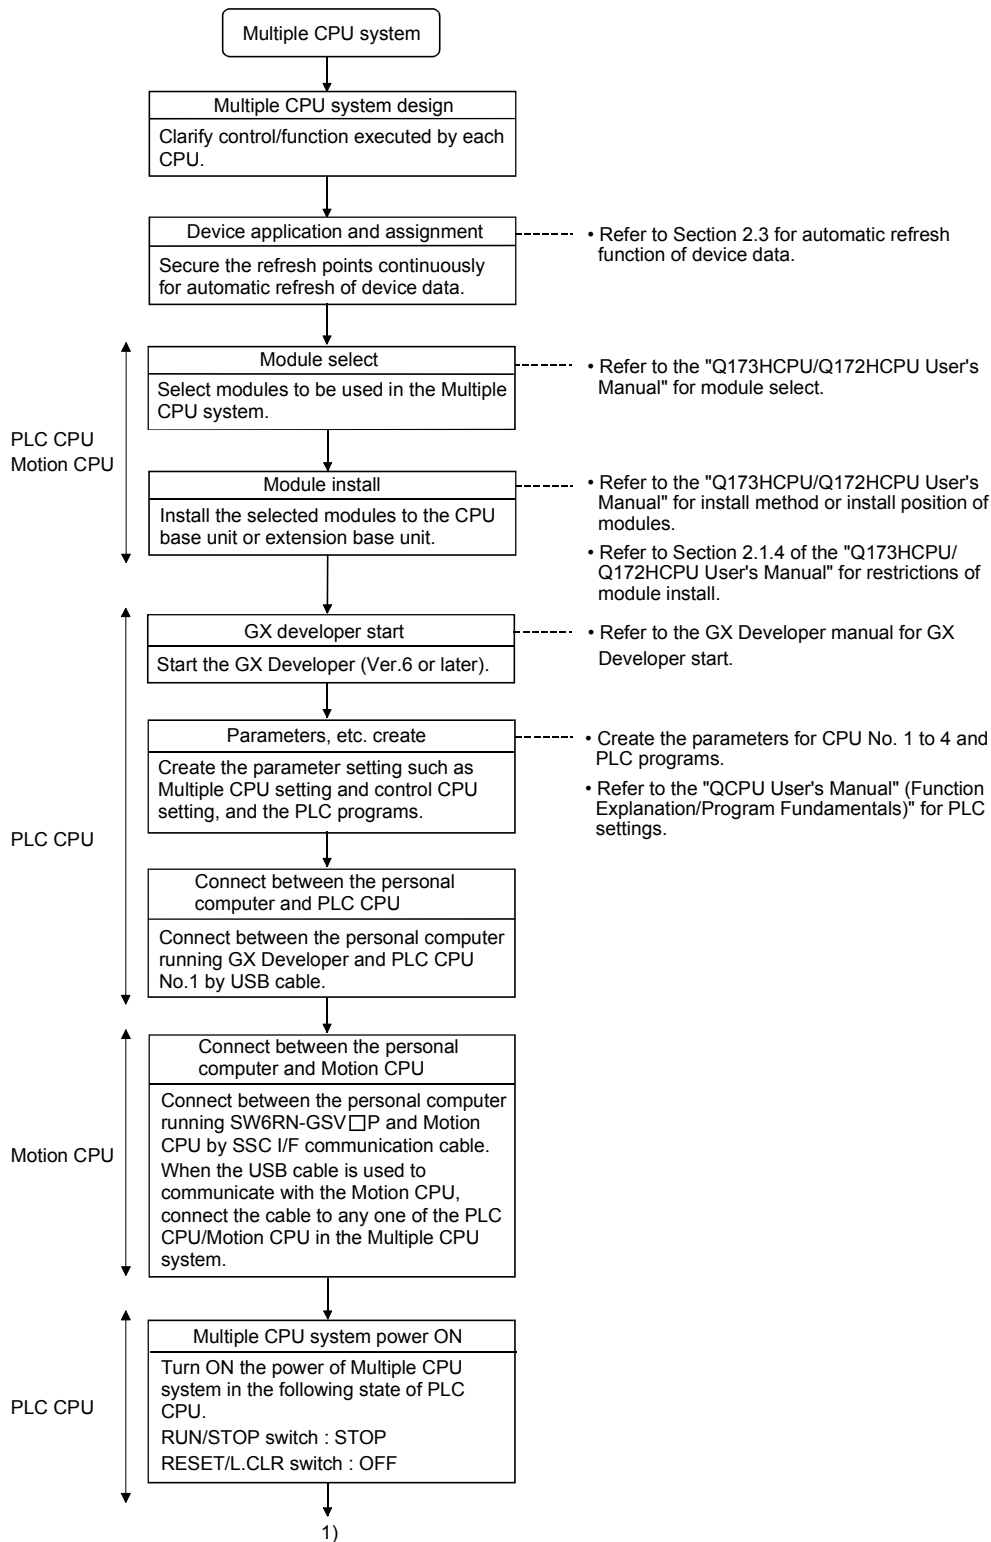 Multiple CPU system
Multiple CPU system design
Clarify control/function executed by each
CPU.
Device application and assignment
Secure the refresh points continuously
for automatic refresh of device data.
• Refer to Section 2.3 for automatic refresh
function of device data.
PLC CPU
Motion CPU
Module select
Select modules to be used in the Multiple
CPU system.
• Refer to the "Q173HCPU/Q172HCPU User's
Manual" for module select.
Module install
Install the selected modules to the CPU
base unit or extension base unit.
• Refer to the "Q173HCPU/Q172HCPU User's
Manual" for install method or install position of
modules.
• Refer to Section 2.1.4 of the "Q173HCPU/
Q172HCPU User's Manual" for restrictions of
module install.
PLC CPU
GX developer start
Start the GX Developer (Ver.6 or later).
• Refer to the GX Developer manual for GX
Developer start.
Parameters, etc. create
Create the parameter setting such as
Multiple CPU setting and control CPU
setting, and the PLC programs.
• Create the parameters for CPU No. 1 to 4 and
PLC programs.
• Refer to the "QCPU User's Manual" (Function
Explanation/Program Fundamentals)" for PLC
settings.
Connect between the personal
computer and PLC CPU
Connect between the personal computer
running GX Developer and PLC CPU
No.1 by USB cable.
Motion CPU
Connect between the personal
computer and Motion CPU
Connect between the personal computer
running SW6RN-GSV□P and Motion
CPU by SSC I/F communication cable.
When the USB cable is used to
communicate with the Motion CPU,
connect the cable to any one of the PLC
CPU/Motion CPU in the Multiple CPU
system.
PLC CPU
Multiple CPU system power ON
Turn ON the power of Multiple CPU
system in the following state of PLC
CPU.
RUN/STOP switch : STOP
RESET/L.CLR switch : OFF
1)